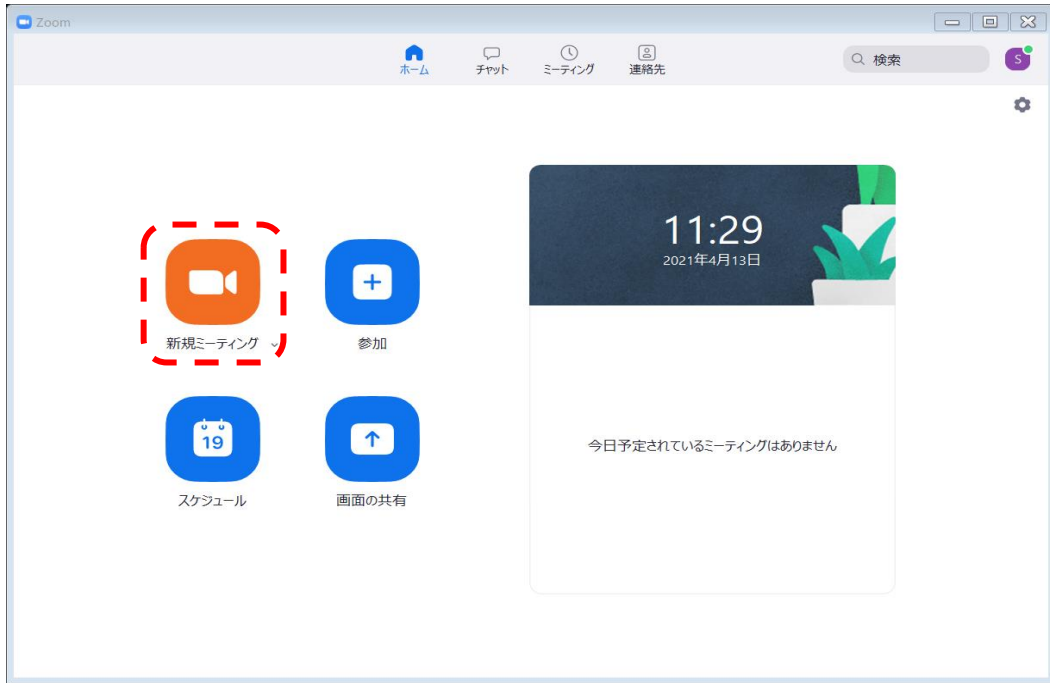 Zoom
ホーム
チャット
ミーティング
連絡先
検索
S
11:29
2021年4月13日
新規ミーティング
参加
19
スケジュール
画面の共有
今日予定されているミーティングはありません